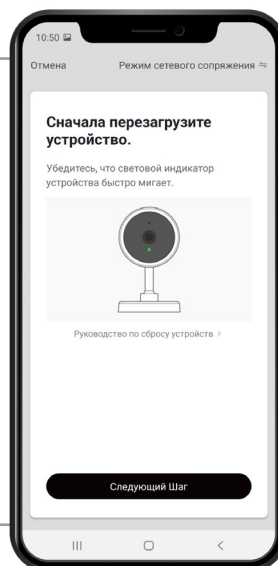 10:50
Отмена
Режим сетевого сопряжения
Сначала перезагрузите
устройство.
Убедитесь, что световой индикатор
устройства быстро мигает.
Руководство по сбросу устройств >
Следующий Шаг